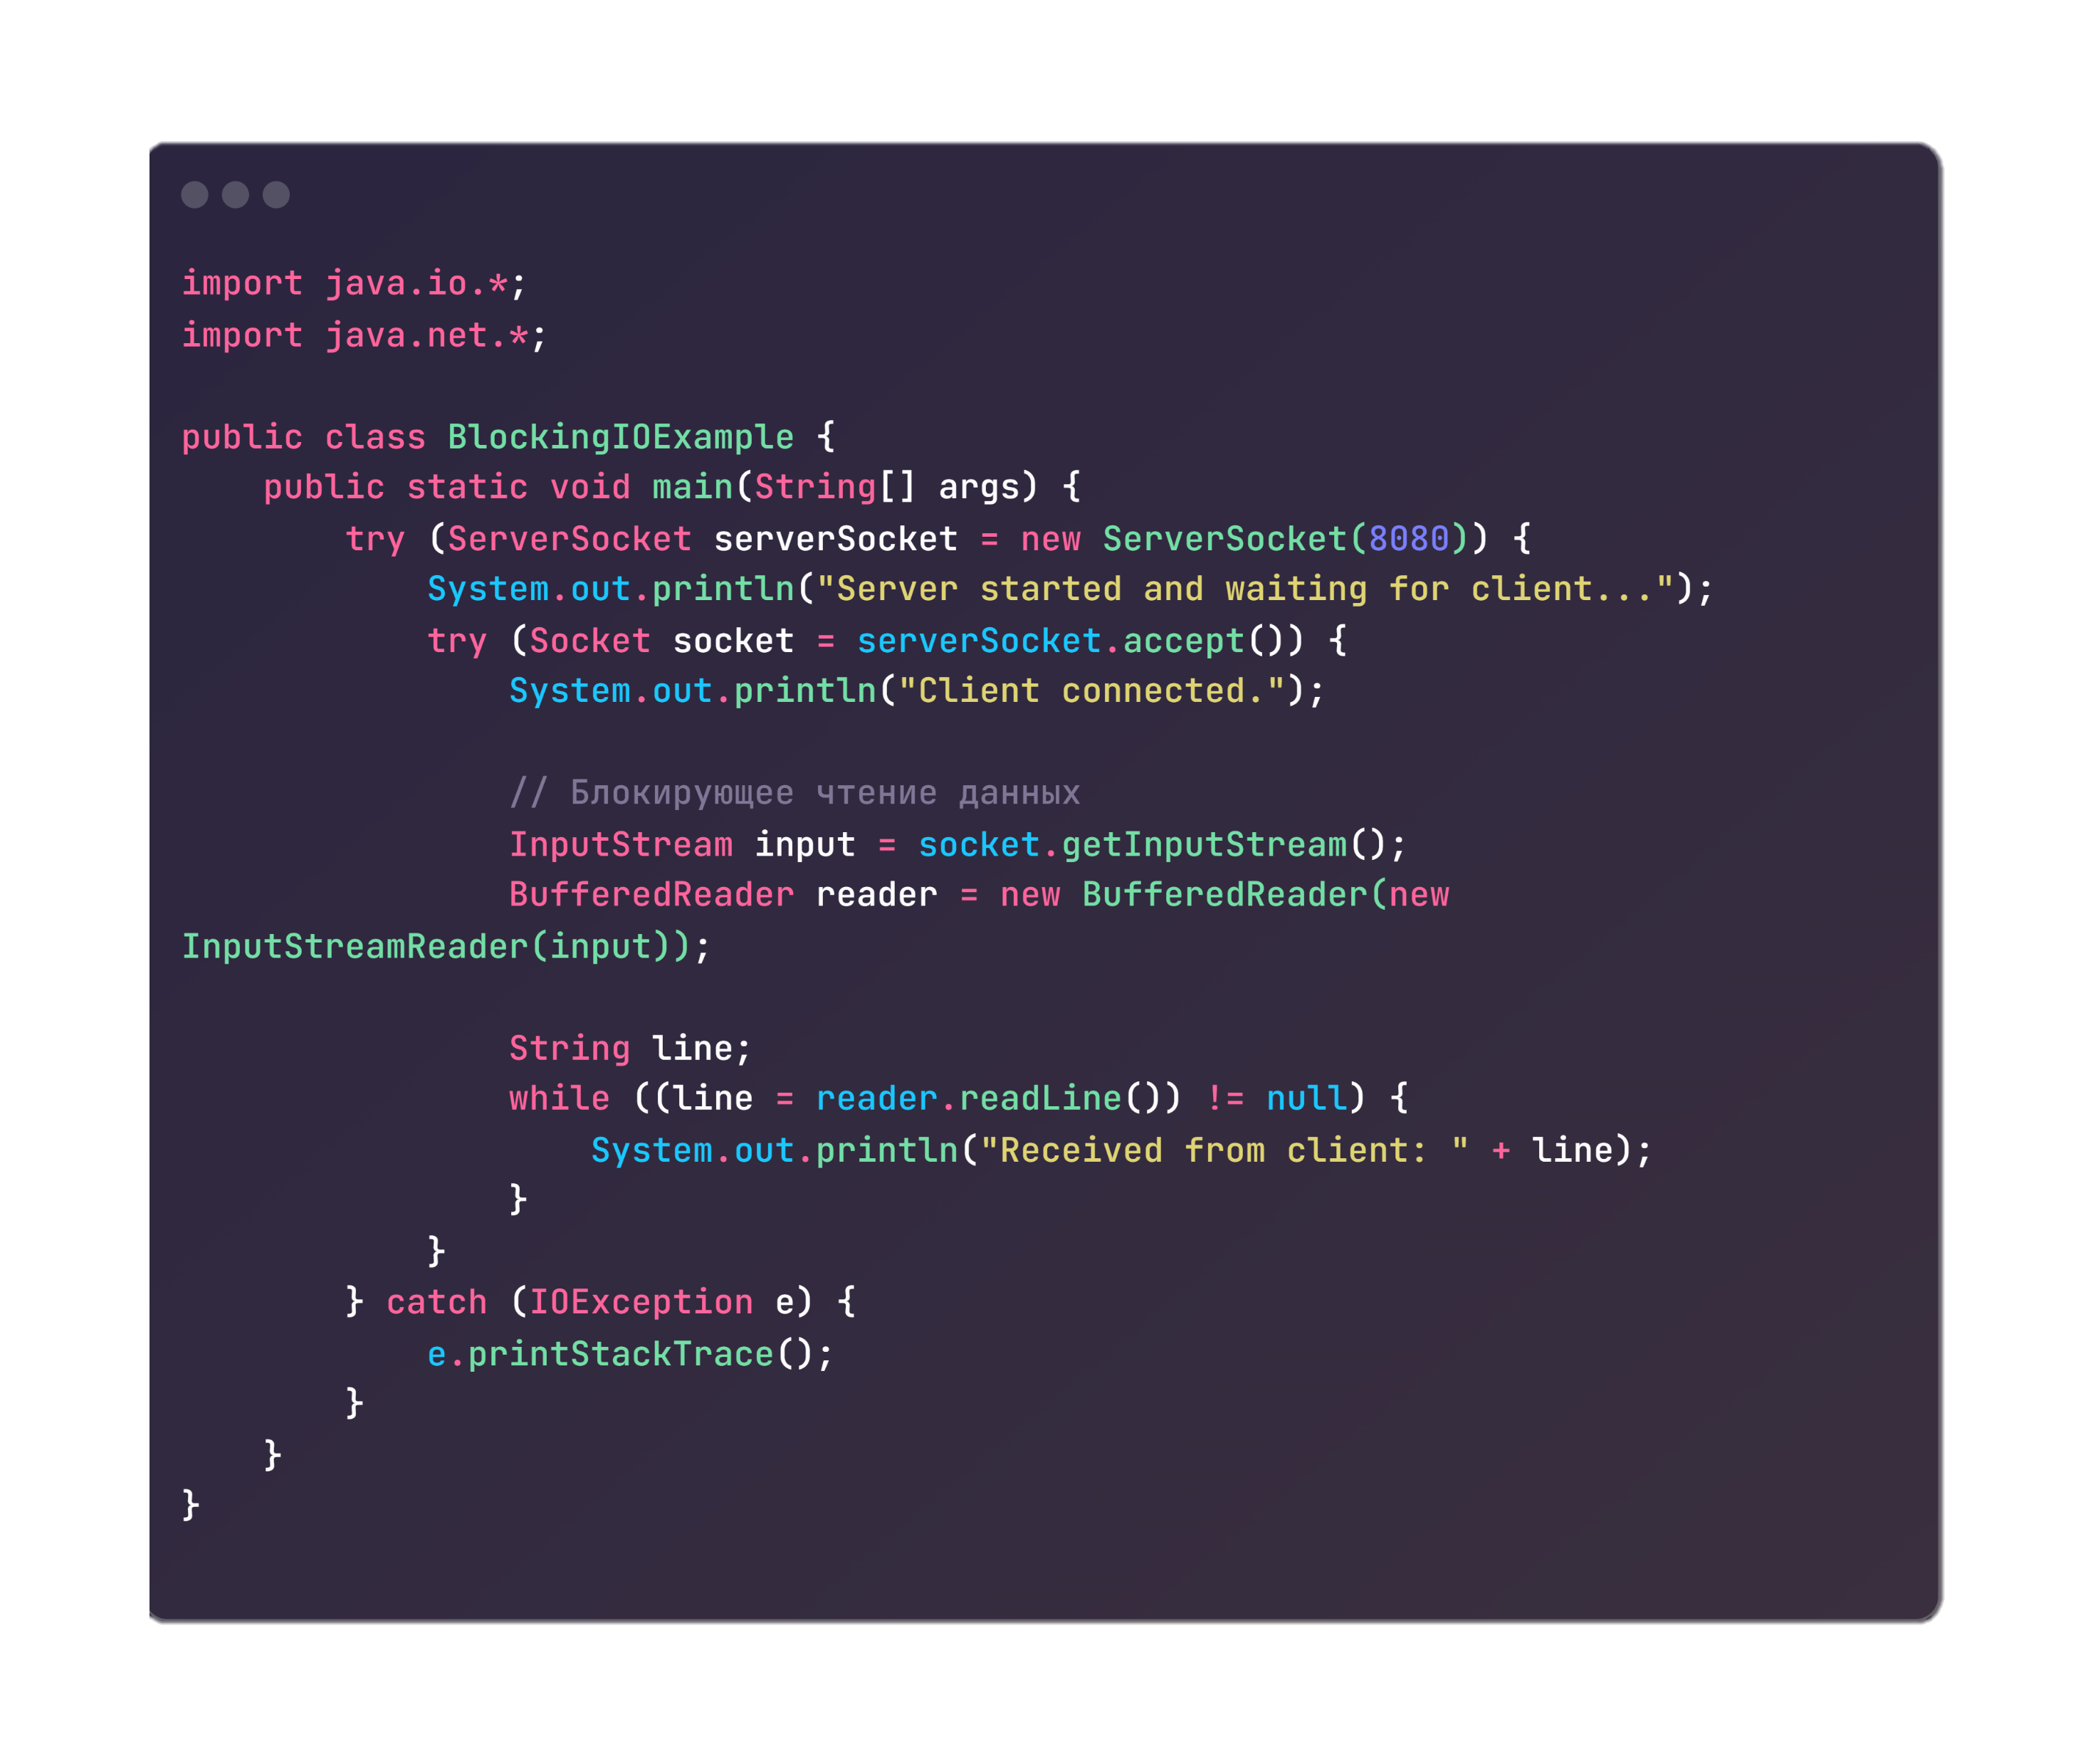 import java.io.*;
import java.net.*;

public class BlockingIOExample {
    public static void main(String[] args) {
        try (ServerSocket serverSocket = new ServerSocket(8080)) {
            System.out.println("Server started and waiting for client...");
            try (Socket socket = serverSocket.accept()) {
                System.out.println("Client connected.");

                // Блокирующее чтение данных
                InputStream input = socket.getInputStream();
                BufferedReader reader = new BufferedReader(new
InputStreamReader(input));

                String line;
                while ((line = reader.readLine()) != null) {
                    System.out.println("Received from client: " + line);
                }
            }
        } catch (IOException e) {
            e.printStackTrace();
        }
    }
}